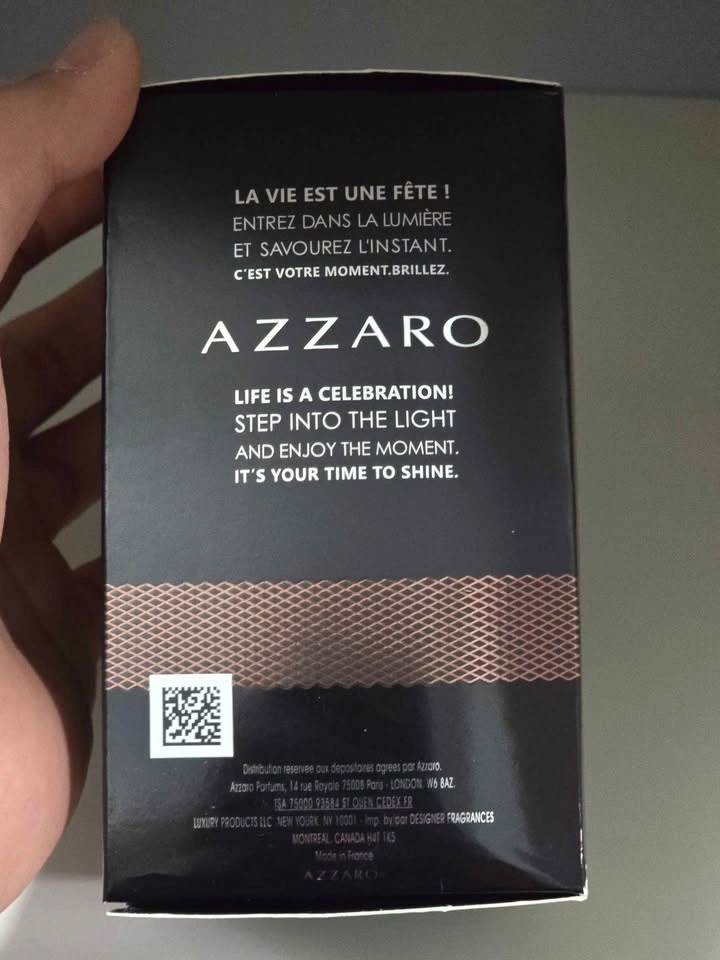 LA VIE EST UNE FÊTE !
ENTREZ DANS LA LUMIÈRE
ET SAVOUREZ L'INSTANT.
C'EST VOTRE MOMENT.BRILLEZ.
AZZARO
LIFE IS A CELEBRATION!
STEP INTO THE LIGHT
AND ENJOY THE MOMENT.
IT'S YOUR TIME TO SHINE.
Distribution reservee aux depositaires agrees par Azzaro.
Azzaro Parfums, 14 rue Royale 75008 Paris - LONDON. W6 8AZ.
TSA 75000 93584 ST OUEN CEDEX.FR
LUXURY PRODUCTS LLC NEW YOURK. NY 10001 - Imp. by/par DESIGNER FRAGRANCES
MONTREAL. CANADA H4T 1K5
Made in France
AZZARO